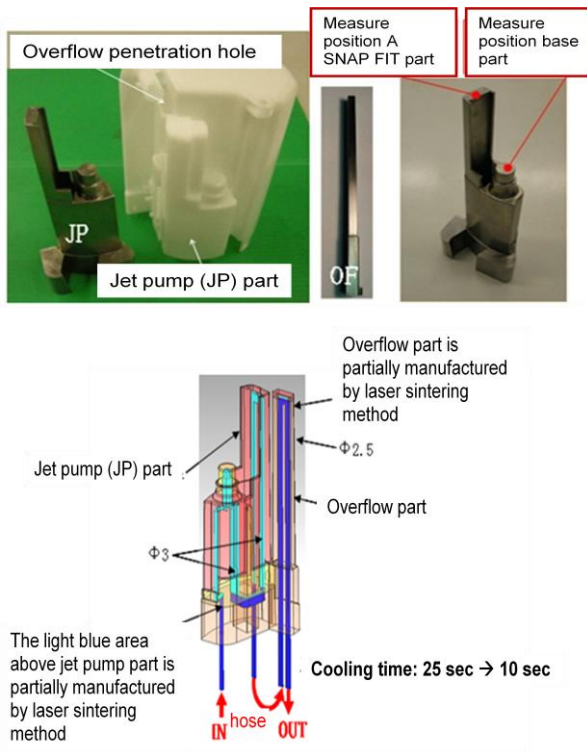 Overflow penetration hole
JP
Jet pump (JP) part
Measure
position A
SNAP FIT part
Measure
position base
part
OF
Overflow part is
partially manufactured
by laser sintering
method
Φ2.5
Jet pump (JP) part
Overflow part
Φ3
The light blue area
above jet pump part is
partially manufactured
by laser sintering
method
Cooling time: 25 sec → 10 sec
IN
hose
OUT